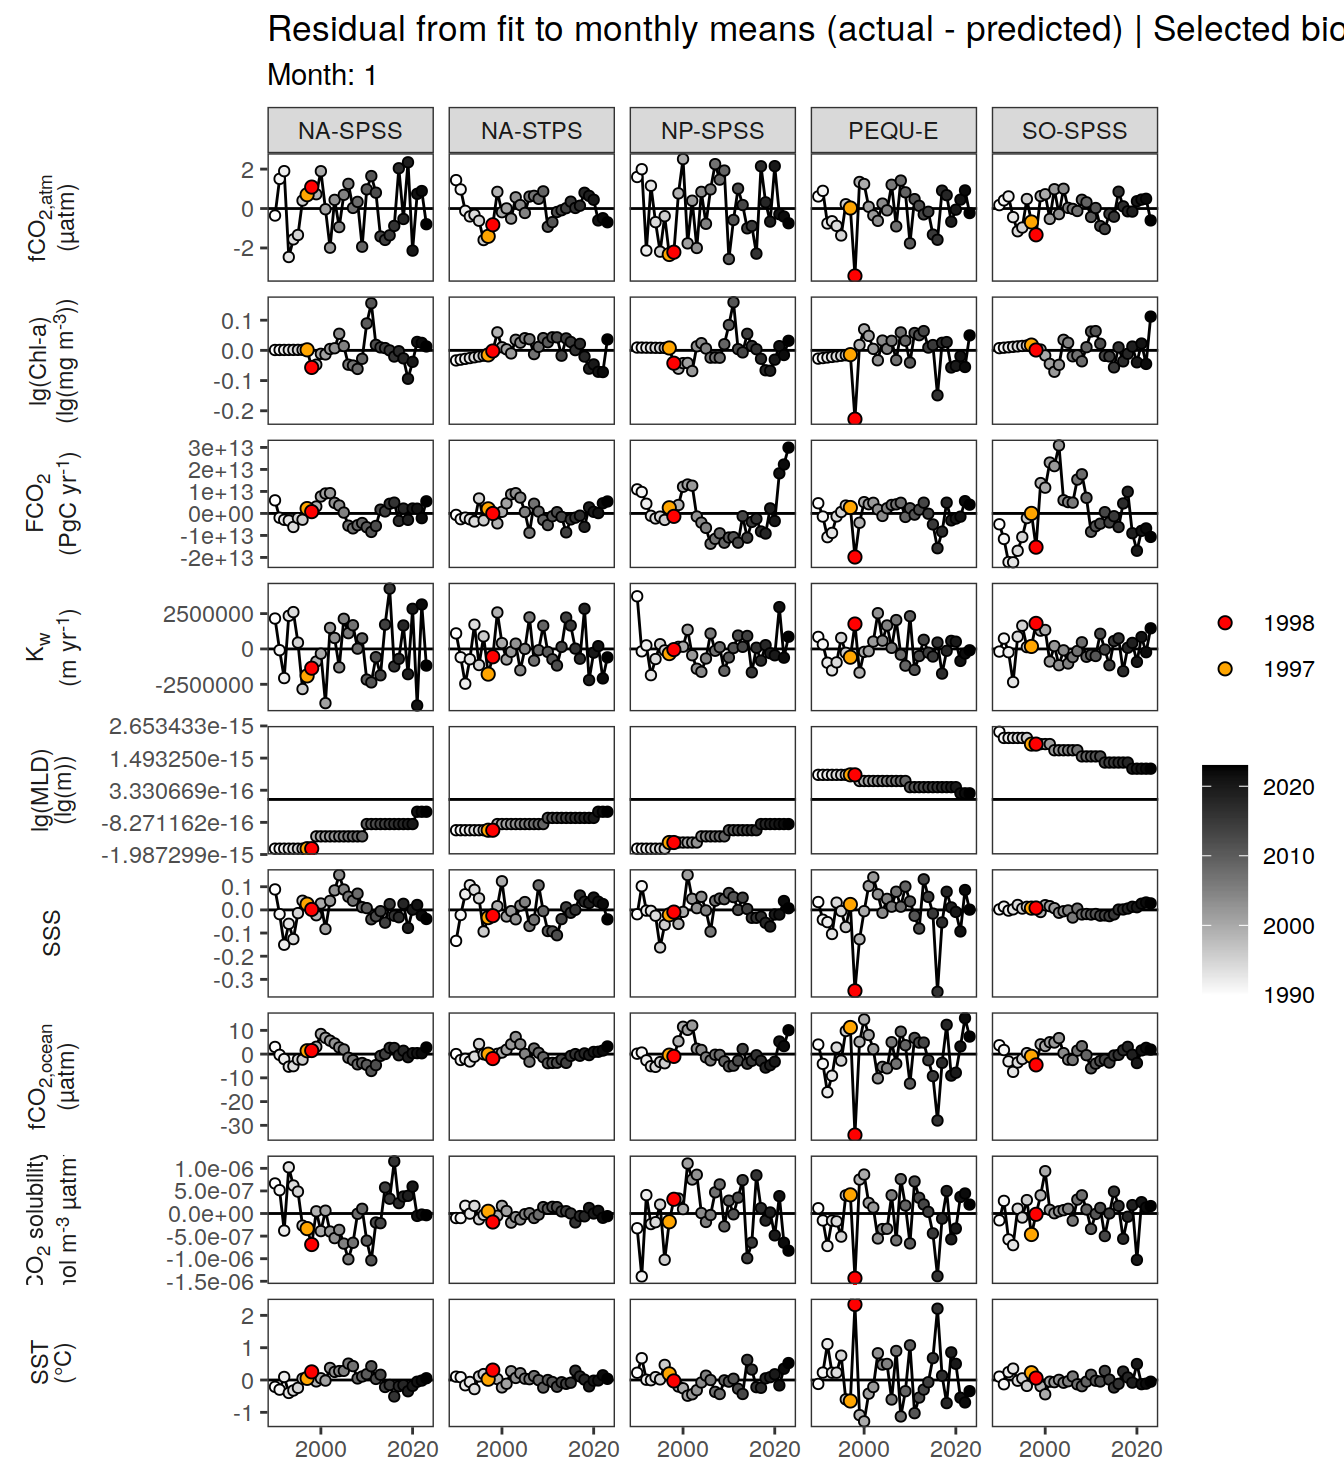 Residual from fit to monthly means (actual - predicted) | Selected bio
Month: 1
NA-SPSS NA-STPS NP-SPSS PEQU-E SO-SPSS
fCO2,atm
(µatm)
2
0
-2
lg(Chl-a)
(lg(mg m-3))
0.1
0.0
-0.1
-0.2
FCO2
(PgC yr-1)
3e+13
2e+13
1e+13
0e+00
-1e+13
-2e+13
Kw
(m yr-1)
2500000
0
-2500000
lg(MLD)
(lg(m))
2.653433e-15
1.493250e-15
3.330669e-16
-8.271162e-16
-1.987299e-15
SSS
0.1
0.0
-0.1
-0.2
-0.3
fCO2,ocean
(µatm)
10
0
-10
-20
-30
CO2 solubility
nol m-3 µatm-
1.0e-06
5.0e-07
0.0e+00
-5.0e-07
-1.0e-06
-1.5e-06
SST
(°C)
2
1
0
-1
2000 2020 2000 2020 2000 2020 2000 2020 2000 2020
1998
1997
2020
2010
2000
1990